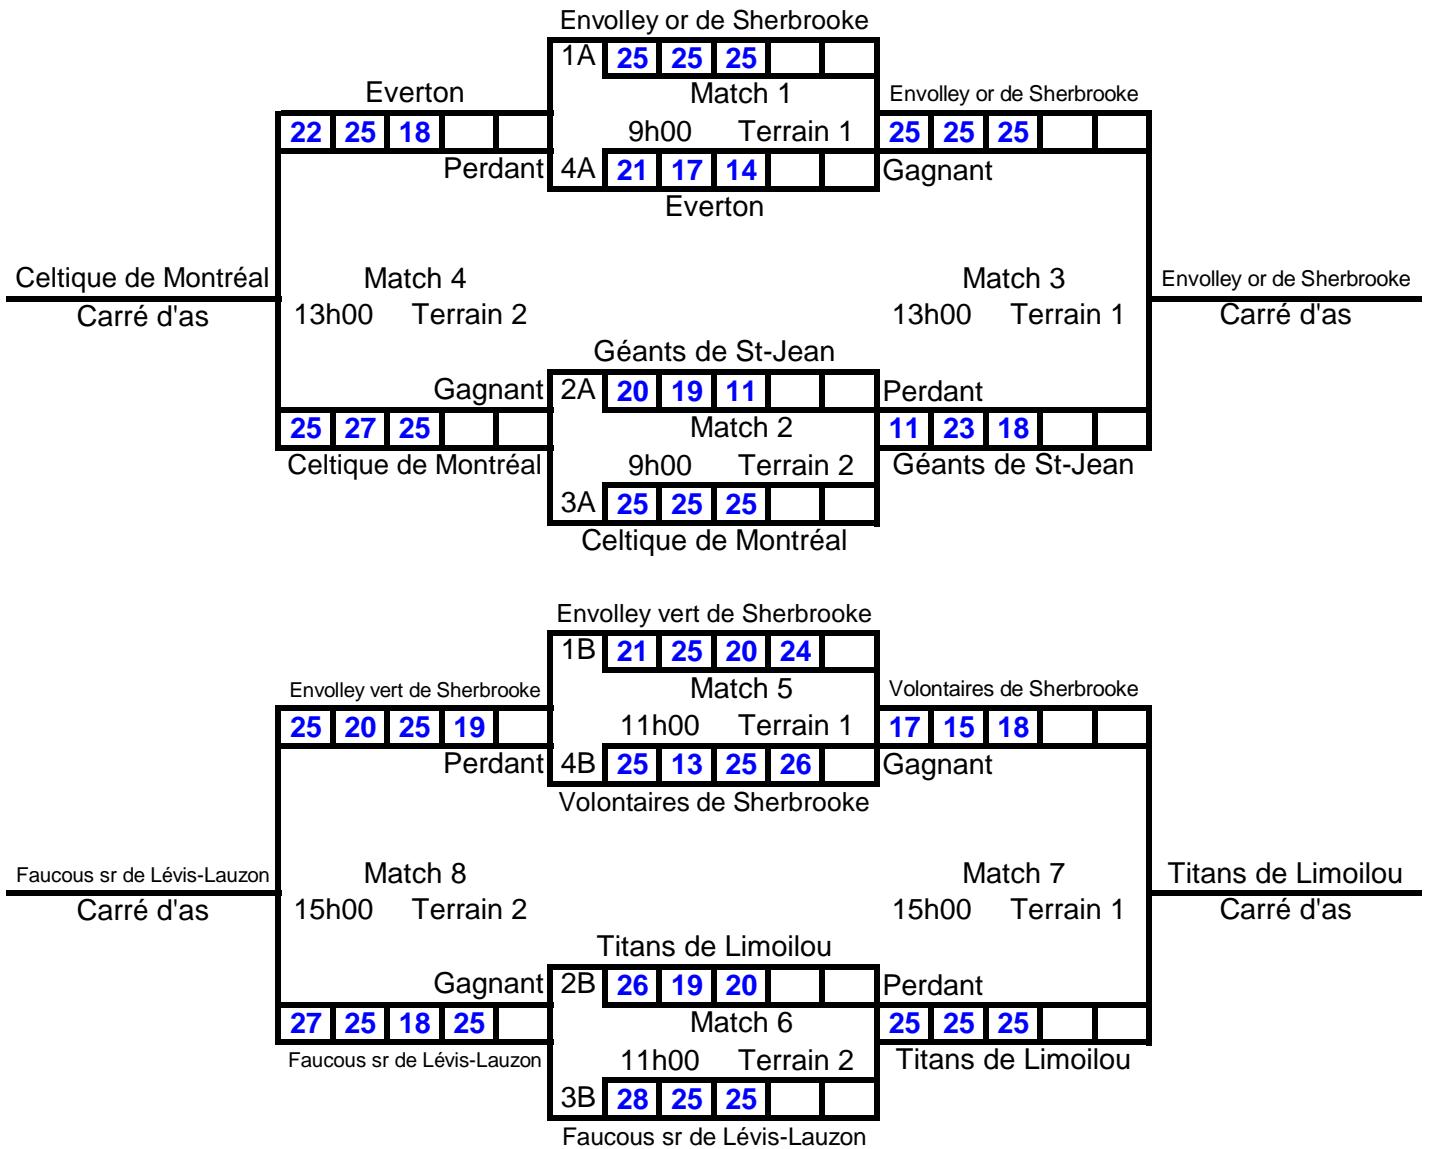 Envolley or de Sherbrooke
1A 25 25 25
Everton Match 1 Envolley or de Sherbrooke
22 25 18 9h00 Terrain 1 25 25 25
Perdant 4A 21 17 14 Gagnant
Everton
Celtique de Montréal Match 4 Match 3 Envolley or de Sherbrooke
Carré d'as 13h00 Terrain 2 13h00 Terrain 1 Carré d'as
Géants de St-Jean
Gagnant 2A 20 19 11 Perdant
25 27 25 Match 2 11 23 18
Celtique de Montréal 9h00 Terrain 2 Géants de St-Jean
3A 25 25 25
Celtique de Montréal
Envolley vert de Sherbrooke
1B 21 25 20 24
Envolley vert de Sherbrooke Match 5 Volontaires de Sherbrooke
25 20 25 19 11h00 Terrain 1 17 15 18
Perdant 4B 25 13 25 26 Gagnant
Volontaires de Sherbrooke
Faucous sr de Lévis-Lauzon Match 8 Match 7 Titans de Limoilou
Carré d'as 15h00 Terrain 2 15h00 Terrain 1 Carré d'as
Titans de Limoilou
Gagnant 2B 26 19 20 Perdant
27 25 18 25 Match 6 25 25 25
Faucous sr de Lévis-Lauzon 11h00 Terrain 2 Titans de Limoilou
3B 28 25 25
Faucous sr de Lévis-Lauzon